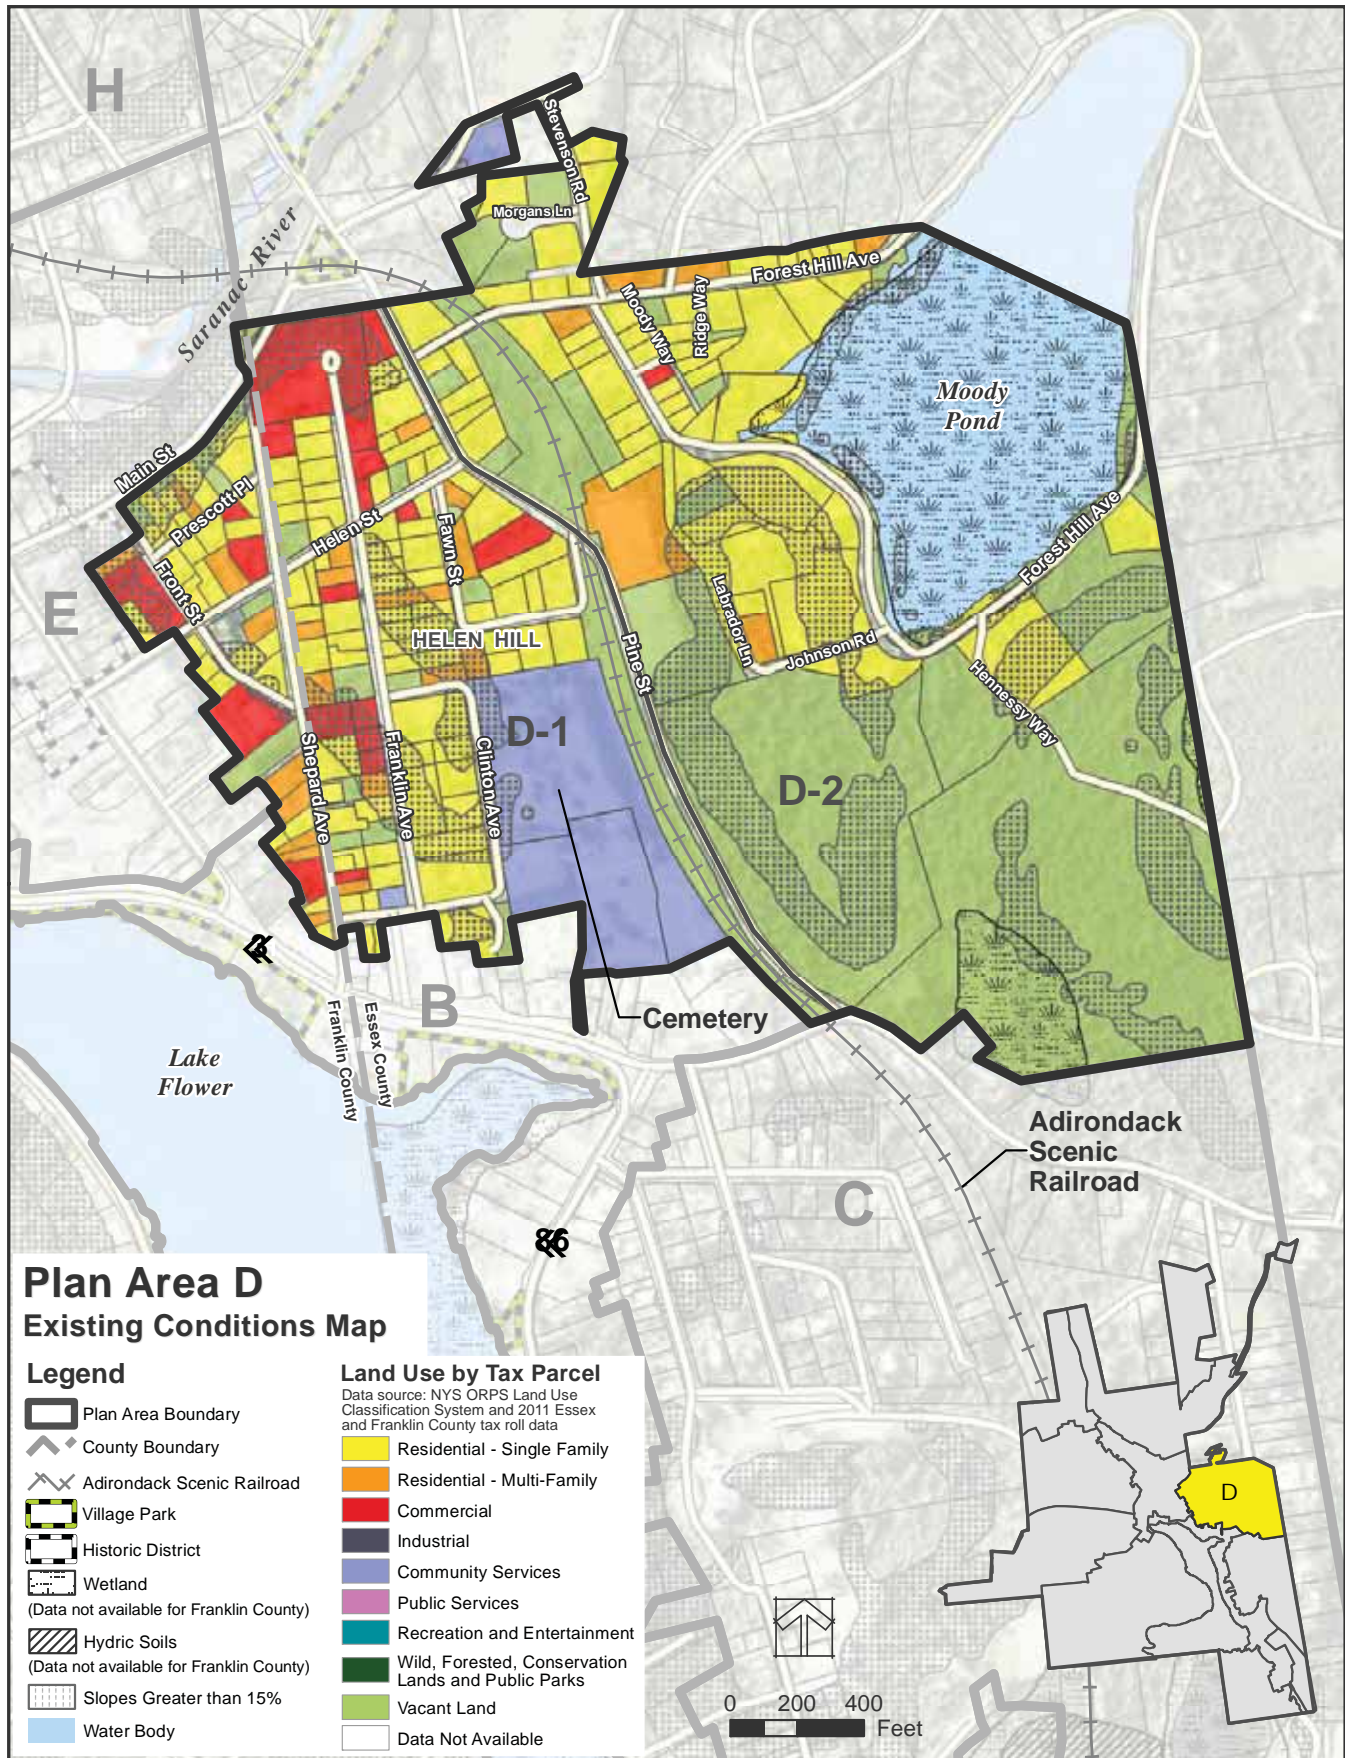 H
Stevenson Rd
Morgans Ln
Saranac River
Forest Hill Ave
Moody Way
Ridge Way
Moody
Pond
Main St
Prescott Pl
Helen St
Fawn St
Front St
E
HELEN HILL
Pine St
Labrador Ln
Johnson Rd
Forest Hill Ave
Hennessy Way
D-1
D-2
Shepard Ave
Franklin Ave
Clinton Ave
3
B
Cemetery
Franklin County
Essex County
Lake
Flower
Adirondack
Scenic
Railroad
C
86
Plan Area D
Existing Conditions Map
Legend
Plan Area Boundary
County Boundary
Adirondack Scenic Railroad
Village Park
Historic District
Wetland
(Data not available for Franklin County)
Hydric Soils
(Data not available for Franklin County)
Slopes Greater than 15%
Water Body
Land Use by Tax Parcel
Data source: NYS ORPS Land Use
Classification System and 2011 Essex
and Franklin County tax roll data
Residential - Single Family
Residential - Multi-Family
Commercial
Industrial
Community Services
Public Services
Recreation and Entertainment
Wild, Forested, Conservation
Lands and Public Parks
Vacant Land
Data Not Available
0 200 400
Feet
D